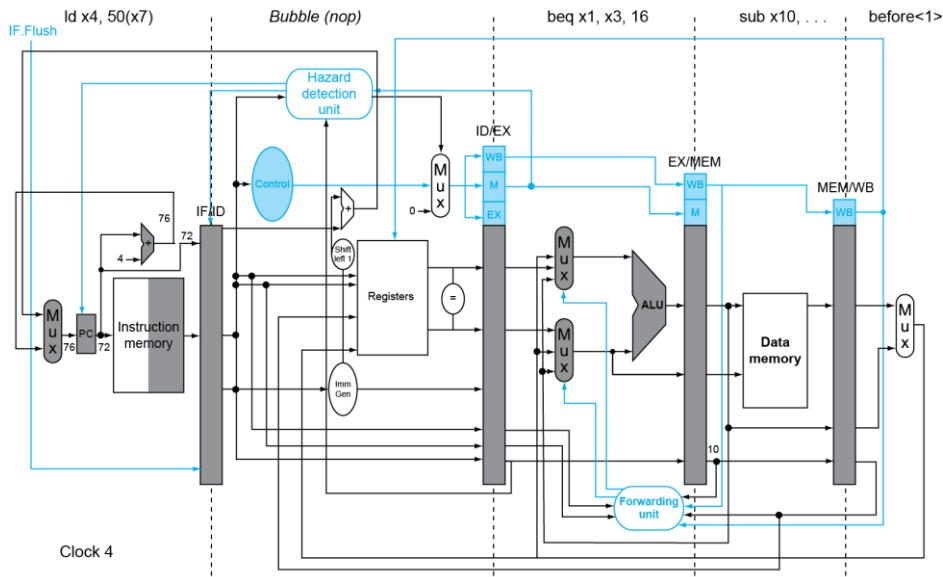 ld x4, 50(x7)
Bubble (nop)
beq x1, x3, 16
sub x10, . . .
before<1>
IF.Flush
Hazard
detection
unit
ID/EX
WB
M
EX
EX/MEM
WB
M
MEM/WB
WB
Control
Mux
0
+
76
IF/ID
72
+
4
Shift
left 1
Registers
=
Mux
ALU
Mux
76
PC
72
Instruction
memory
Mux
Data
memory
Mux
Imm
Gen
10
Forwarding
unit
Clock 4